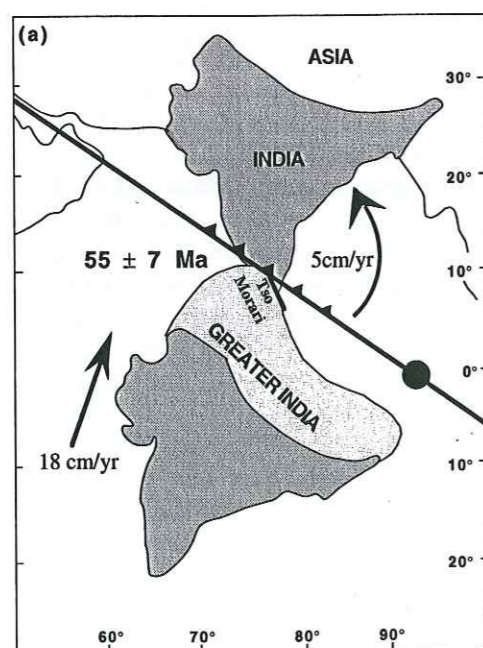 (a)
ASIA
30°
INDIA
20°
55 ± 7 Ma
5cm/yr
10°
Tso
Morari
GREATER INDIA
0°
18 cm/yr
10°
20°
60° 70° 80° 90°